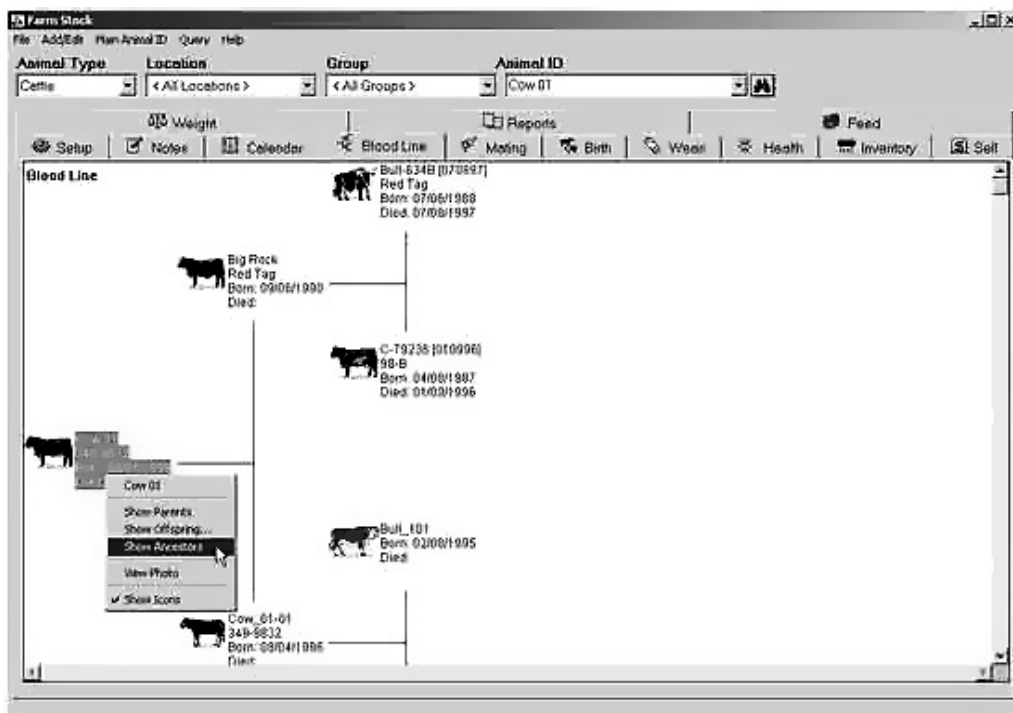 Farm Stock
File Add/Edit Main Animal ID Query Help
Animal Type Location Group Animal ID
Cattle < All Locations > < All Groups > Cow 01
Weight Reports Feed
Setup Notes Calendar Blood Line Mating Birth Wean Health Inventory Sell
Blood Line
Bull-634B [070897]
Red Tag
Born: 07/06/1988
Died: 07/08/1997
Big Rock
Red Tag
Born: 09/06/1990
Died:
C-79238 [010996]
98-B
Born: 04/08/1987
Died: 01/09/1996
Cow 01
Show Parents
Show Offspring...
Show Ancestors
View Photo
Show Icons
Bull_101
Born: 02/08/1995
Died:
Cow_01-01
349-9832
Born: 08/04/1996
Died: